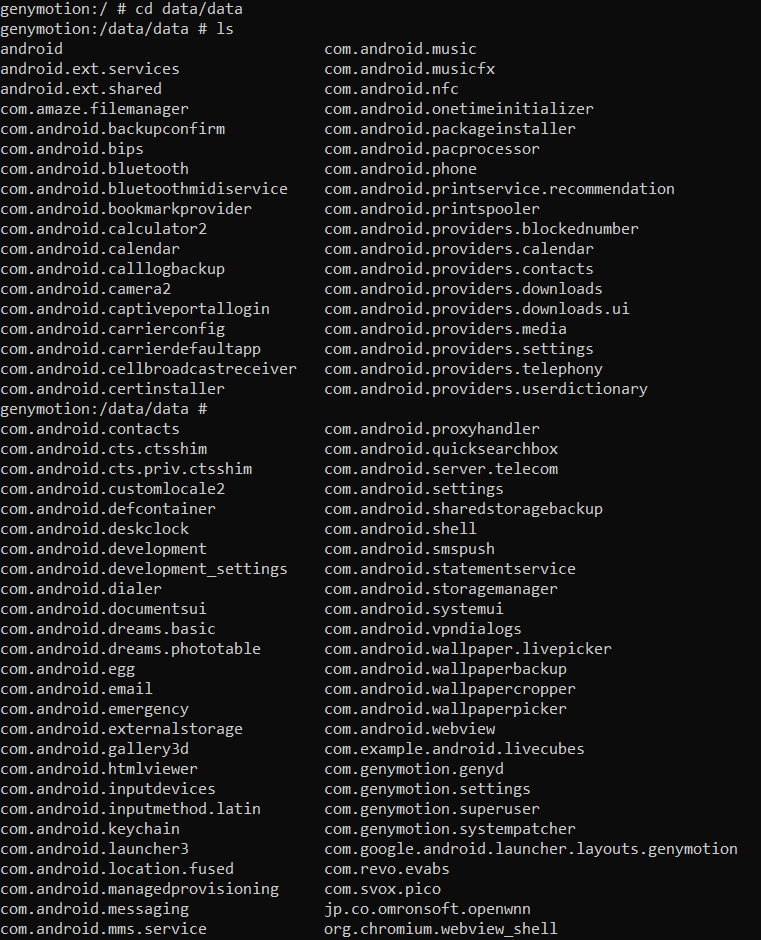 genymotion:/ # cd data/data
genymotion:/data/data # ls
android com.android.music
android.ext.services com.android.musicfx
android.ext.shared com.android.nfc
com.amaze.filemanager com.android.onetimeinitializer
com.android.backupconfirm com.android.packageinstaller
com.android.bips com.android.pacprocessor
com.android.bluetooth com.android.phone
com.android.bluetoothmidiservice com.android.printservice.recommendation
com.android.bookmarkprovider com.android.printspooler
com.android.calculator2 com.android.providers.blockednumber
com.android.calendar com.android.providers.calendar
com.android.calllogbackup com.android.providers.contacts
com.android.camera2 com.android.providers.downloads
com.android.captiveportallogin com.android.providers.downloads.ui
com.android.carrierconfig com.android.providers.media
com.android.carrierdefaultapp com.android.providers.settings
com.android.cellbroadcastreceiver com.android.providers.telephony
com.android.certinstaller com.android.providers.userdictionary
genymotion:/data/data #
com.android.contacts com.android.proxyhandler
com.android.cts.ctsshim com.android.quicksearchbox
com.android.cts.priv.ctsshim com.android.server.telecom
com.android.customlocale2 com.android.settings
com.android.defcontainer com.android.sharedstoragebackup
com.android.deskclock com.android.shell
com.android.development com.android.smspush
com.android.development_settings com.android.statementservice
com.android.dialer com.android.storagemanager
com.android.documentsui com.android.systemui
com.android.dreams.basic com.android.vpndialogs
com.android.dreams.phototable com.android.wallpaper.livepicker
com.android.egg com.android.wallpaperbackup
com.android.email com.android.wallpapercropper
com.android.emergency com.android.wallpaperpicker
com.android.externalstorage com.android.webview
com.android.gallery3d com.example.android.livecubes
com.android.htmlviewer com.genymotion.genyd
com.android.inputdevices com.genymotion.settings
com.android.inputmethod.latin com.genymotion.superuser
com.android.keychain com.genymotion.systempatcher
com.android.launcher3 com.google.android.launcher.layouts.genymotion
com.android.location.fused com.revo.evabs
com.android.managedprovisioning com.svox.pico
com.android.messaging jp.co.omronsoft.openwnn
com.android.mms.service org.chromium.webview_shell